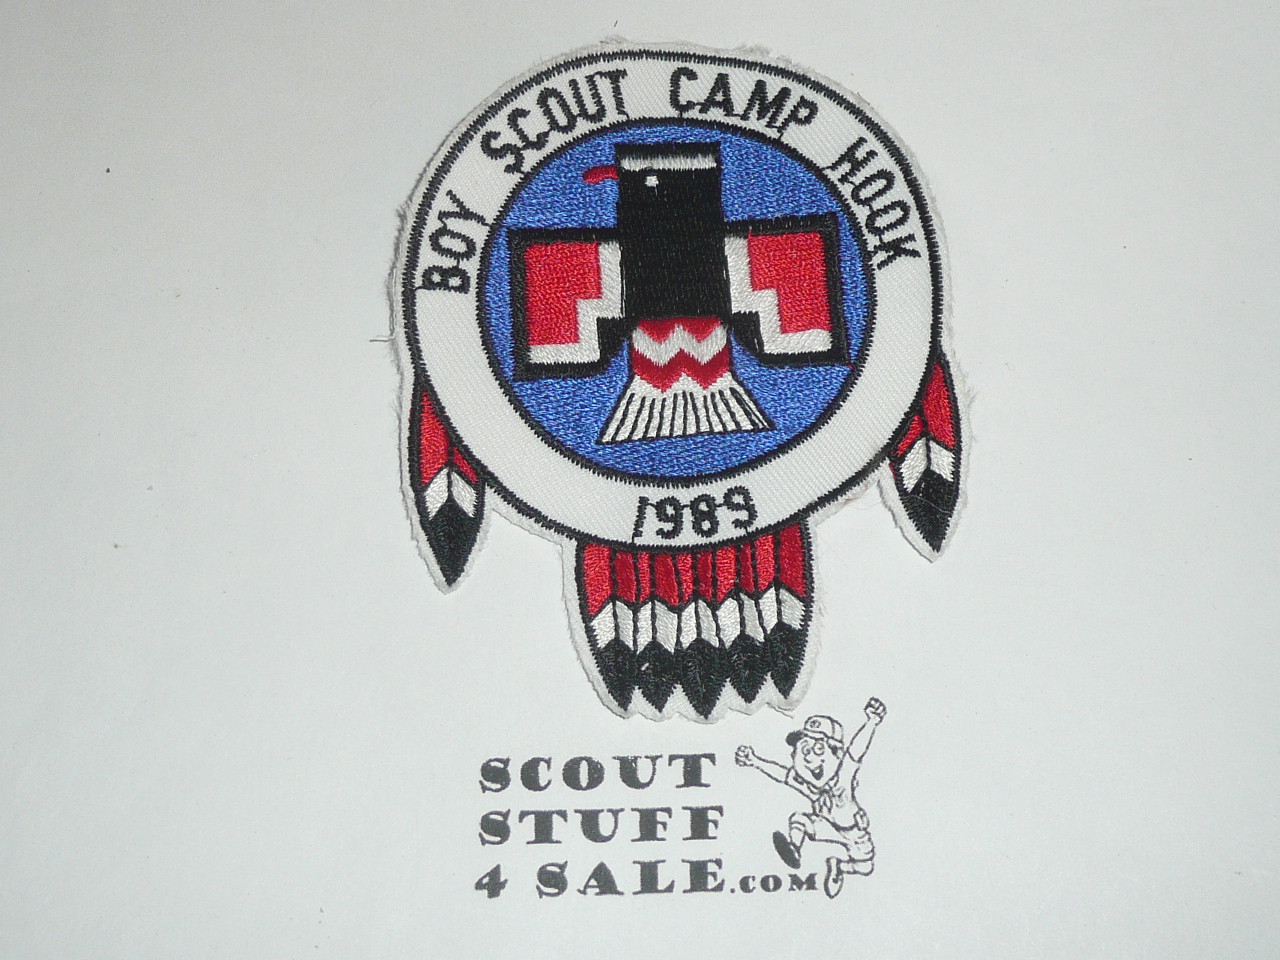 BOY SCOUT CAMP HOOK
1989
SCOUT
STUFF
4 SALE.COM